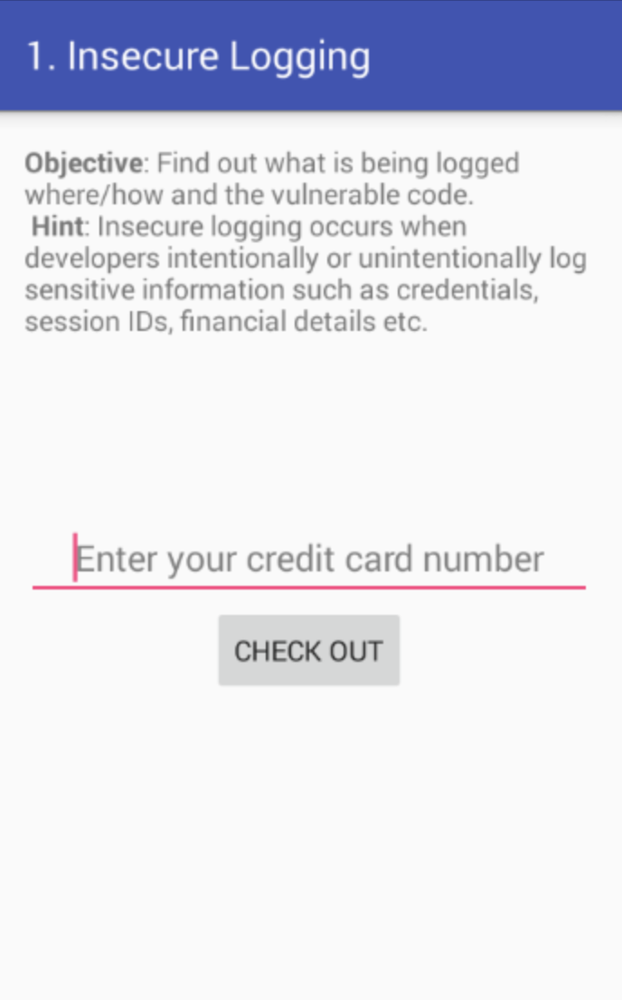 1. Insecure Logging
Objective: Find out what is being logged
where/how and the vulnerable code.
Hint: Insecure logging occurs when
developers intentionally or unintentionally log
sensitive information such as credentials,
session IDs, financial details etc.
Enter your credit card number
CHECK OUT